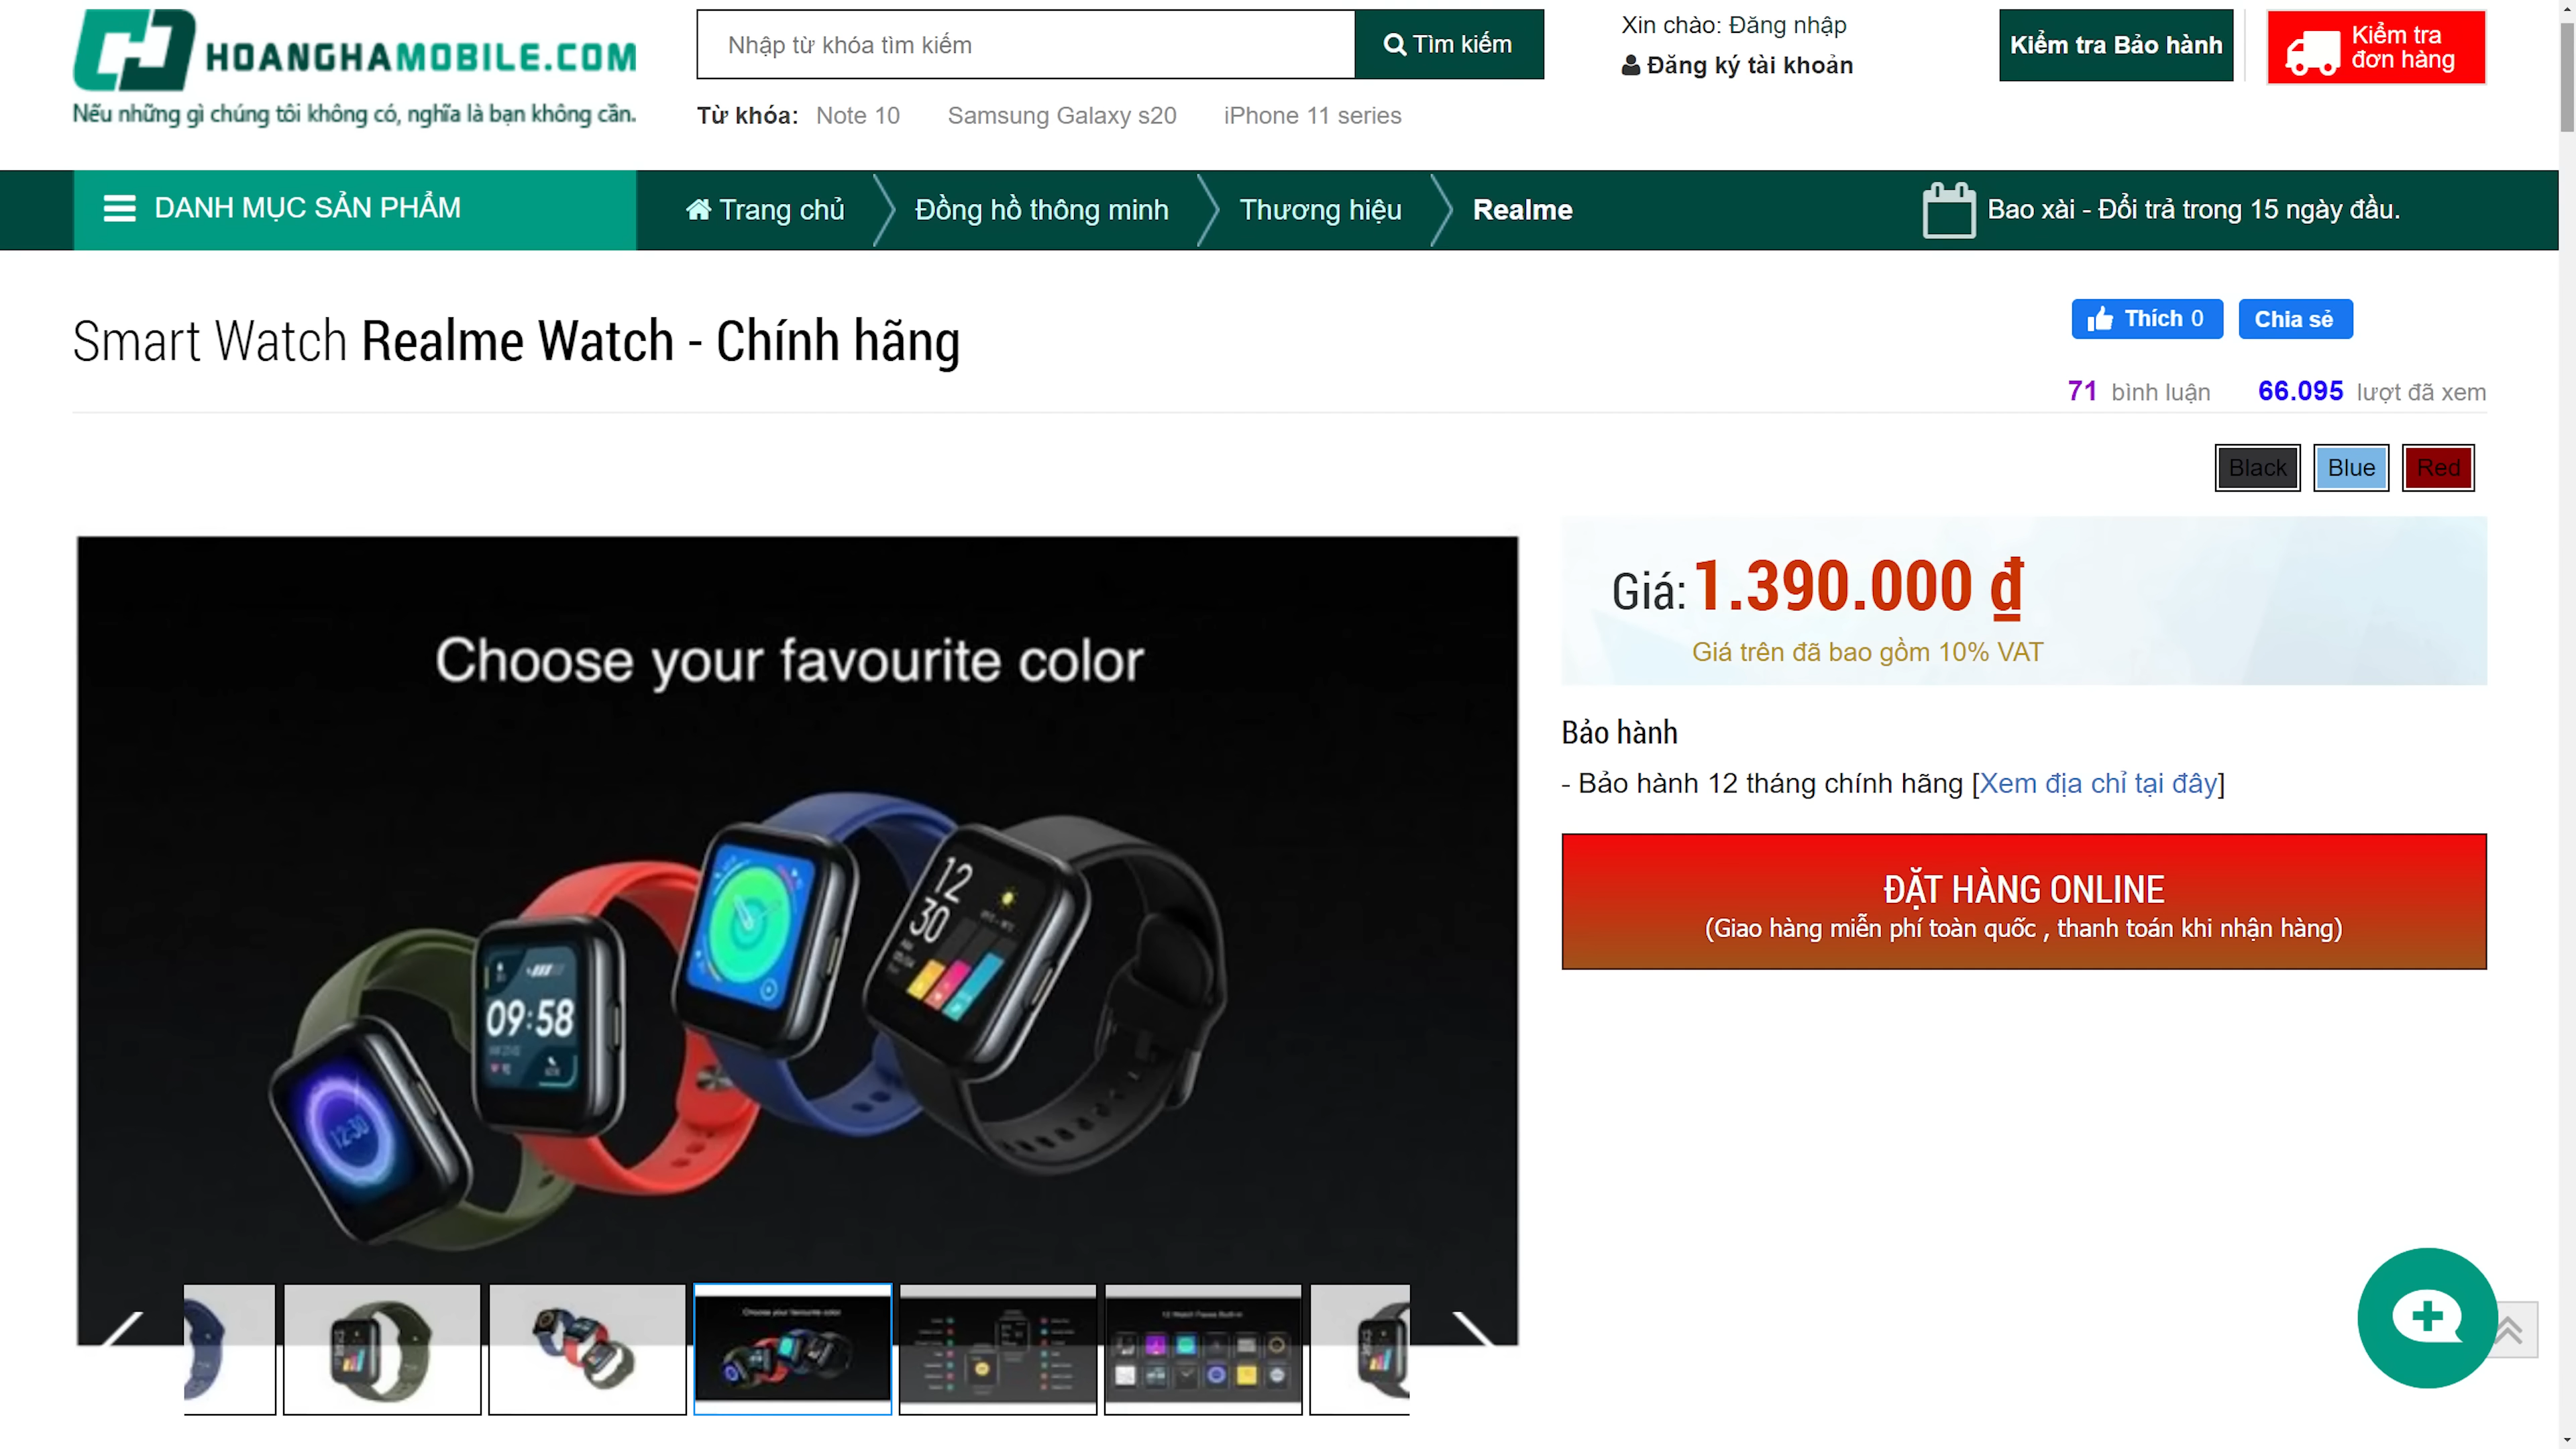 HOANGHAMOBILE.COM
Nếu những gì chúng tôi không có, nghĩa là bạn không cần.
Nhập từ khóa tìm kiếm
Tìm kiếm
Từ khóa: Note 10 Samsung Galaxy s20 iPhone 11 series
Xin chào: Đăng nhập
Đăng ký tài khoản
Kiểm tra Bảo hành
Kiểm tra
đơn hàng
DANH MỤC SẢN PHẨM
Trang chủ Đồng hồ thông minh Thương hiệu Realme
Bao xài - Đổi trả trong 15 ngày đầu.
Smart Watch Realme Watch - Chính hãng
Thích 0 Chia sẻ
71 bình luận 66.095 lượt đã xem
Black Blue Red
Choose your favourite color
12
30
09:58
12:30
Giá: 1.390.000 ₫
Giá trên đã bao gồm 10% VAT
Bảo hành
- Bảo hành 12 tháng chính hãng [Xem địa chỉ tại đây]
ĐẶT HÀNG ONLINE
(Giao hàng miễn phí toàn quốc , thanh toán khi nhận hàng)
Choose your favourite color